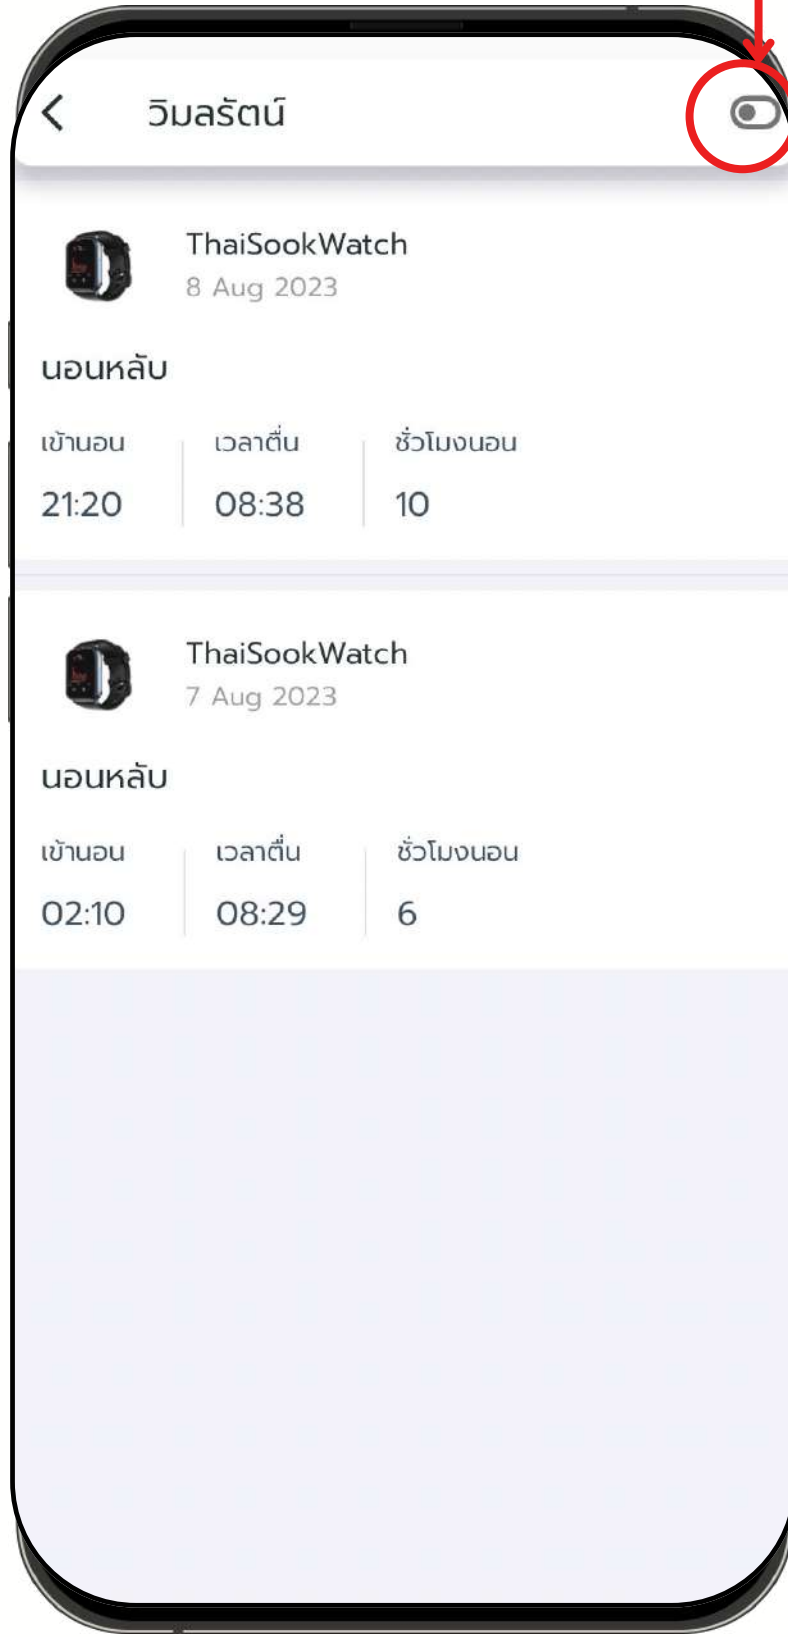 วิมลรัตน์
ThaiSookWatch
8 Aug 2023
นอนหลับ
เข้านอน เวลาตื่น ชั่วโมงนอน
21:20 08:38 10
ThaiSookWatch
7 Aug 2023
นอนหลับ
เข้านอน เวลาตื่น ชั่วโมงนอน
02:10 08:29 6